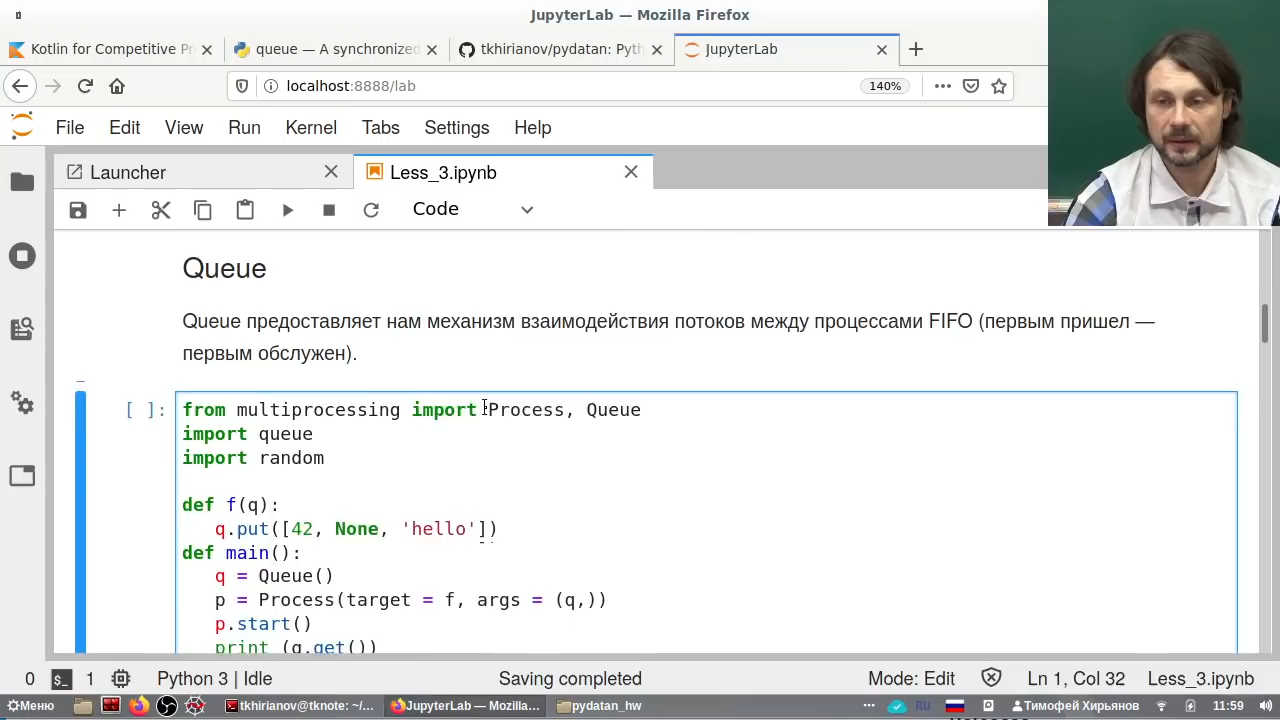 JupyterLab — Mozilla Firefox
Kotlin for Competitive Pr
queue — A synchronized
tkhirianov/pydatan: Pyth
JupyterLab
localhost:8888/lab
140%
File Edit View Run Kernel Tabs Settings Help
Launcher
Less_3.ipynb
Code
Queue
Queue предоставляет нам механизм взаимодействия потоков между процессами FIFO (первым пришел —
первым обслужен).
[ ]:
from multiprocessing import Process, Queue
import queue
import random
def f(q):
q.put([42, None, 'hello'])
def main():
q = Queue()
p = Process(target = f, args = (q,))
p.start()
print (q.get())
0 $_ 1 Python 3 | Idle Saving completed Mode: Edit Ln 1, Col 32 Less_3.ipynb
Меню tkhirianov@tknote: ~/... JupyterLab — Mozilla... pydatan_hw RU Тимофей Хирьянов 11:59